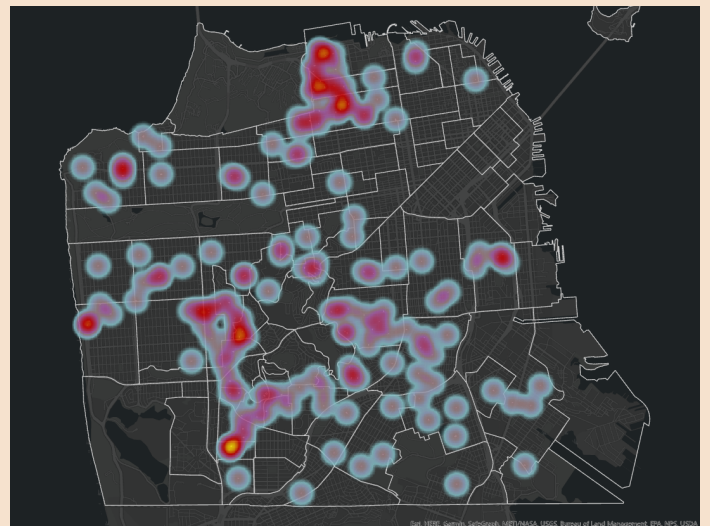 Esri, HERE, Garmin, SafeGraph, METI/NASA, USGS, Bureau of Land Management, EPA, NPS, USDA